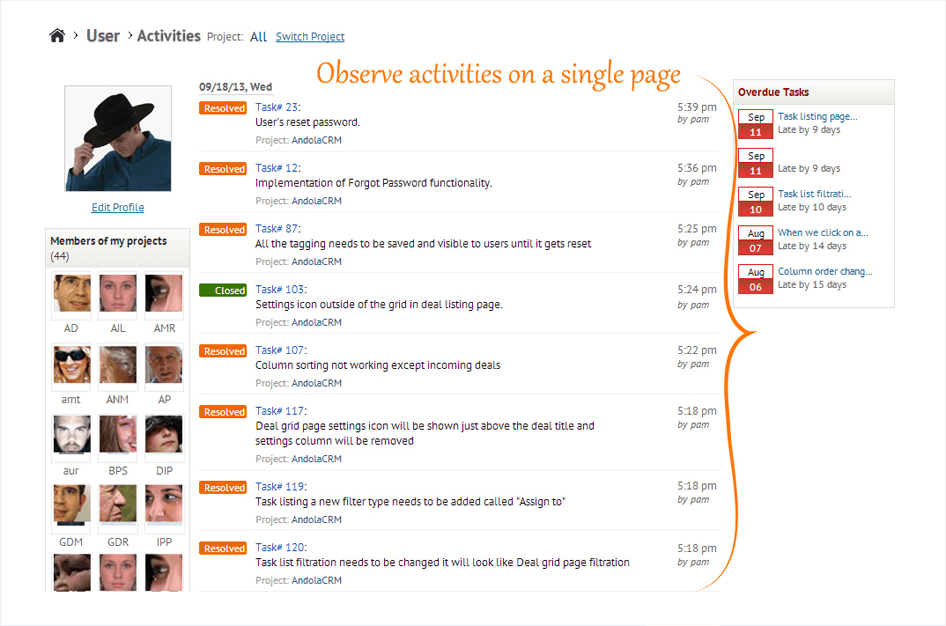 User > Activities Project: All Switch Project
Observe activities on a single page
Edit Profile
Members of my projects
(44)
AD AIL AMR
amt ANM AP
aur BPS DIP
GDM GDR IPP
09/18/13, Wed
Resolved Task# 23: 5:39 pm
User's reset password. by pam
Project: AndolaCRM
Resolved Task# 12: 5:36 pm
Implementation of Forgot Password functionality. by pam
Project: AndolaCRM
Resolved Task# 87: 5:25 pm
All the tagging needs to be saved and visible to users until it gets reset by pam
Project: AndolaCRM
Closed Task# 103: 5:24 pm
Settings icon outside of the grid in deal listing page. by pam
Project: AndolaCRM
Resolved Task# 107: 5:22 pm
Column sorting not working except incoming deals by pam
Project: AndolaCRM
Resolved Task# 117: 5:18 pm
Deal grid page settings icon will be shown just above the deal title and by pam
settings column will be removed
Project: AndolaCRM
Resolved Task# 119: 5:18 pm
Task listing a new filter type needs to be added called "Assign to" by pam
Project: AndolaCRM
Resolved Task# 120: 5:18 pm
Task list filtration needs to be changed it will look like Deal grid page filtration by pam
Project: AndolaCRM
Overdue Tasks
Sep Task listing page...
11 Late by 9 days
Sep
11 Late by 9 days
Sep Task list filtrati...
10 Late by 10 days
Aug When we click on a...
07 Late by 14 days
Aug Column order chang...
06 Late by 15 days